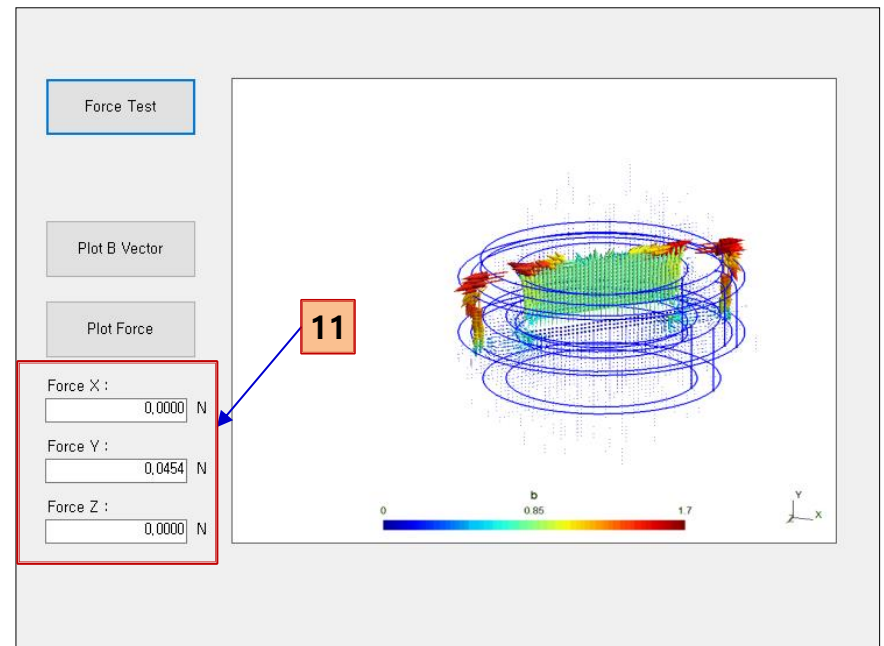 Force Test
Plot B Vector
Plot Force
11
Force X :
0,0000 N
Force Y :
0,0454 N
Force Z :
0,0000 N
b
0 0.85 1.7
Y
Z X